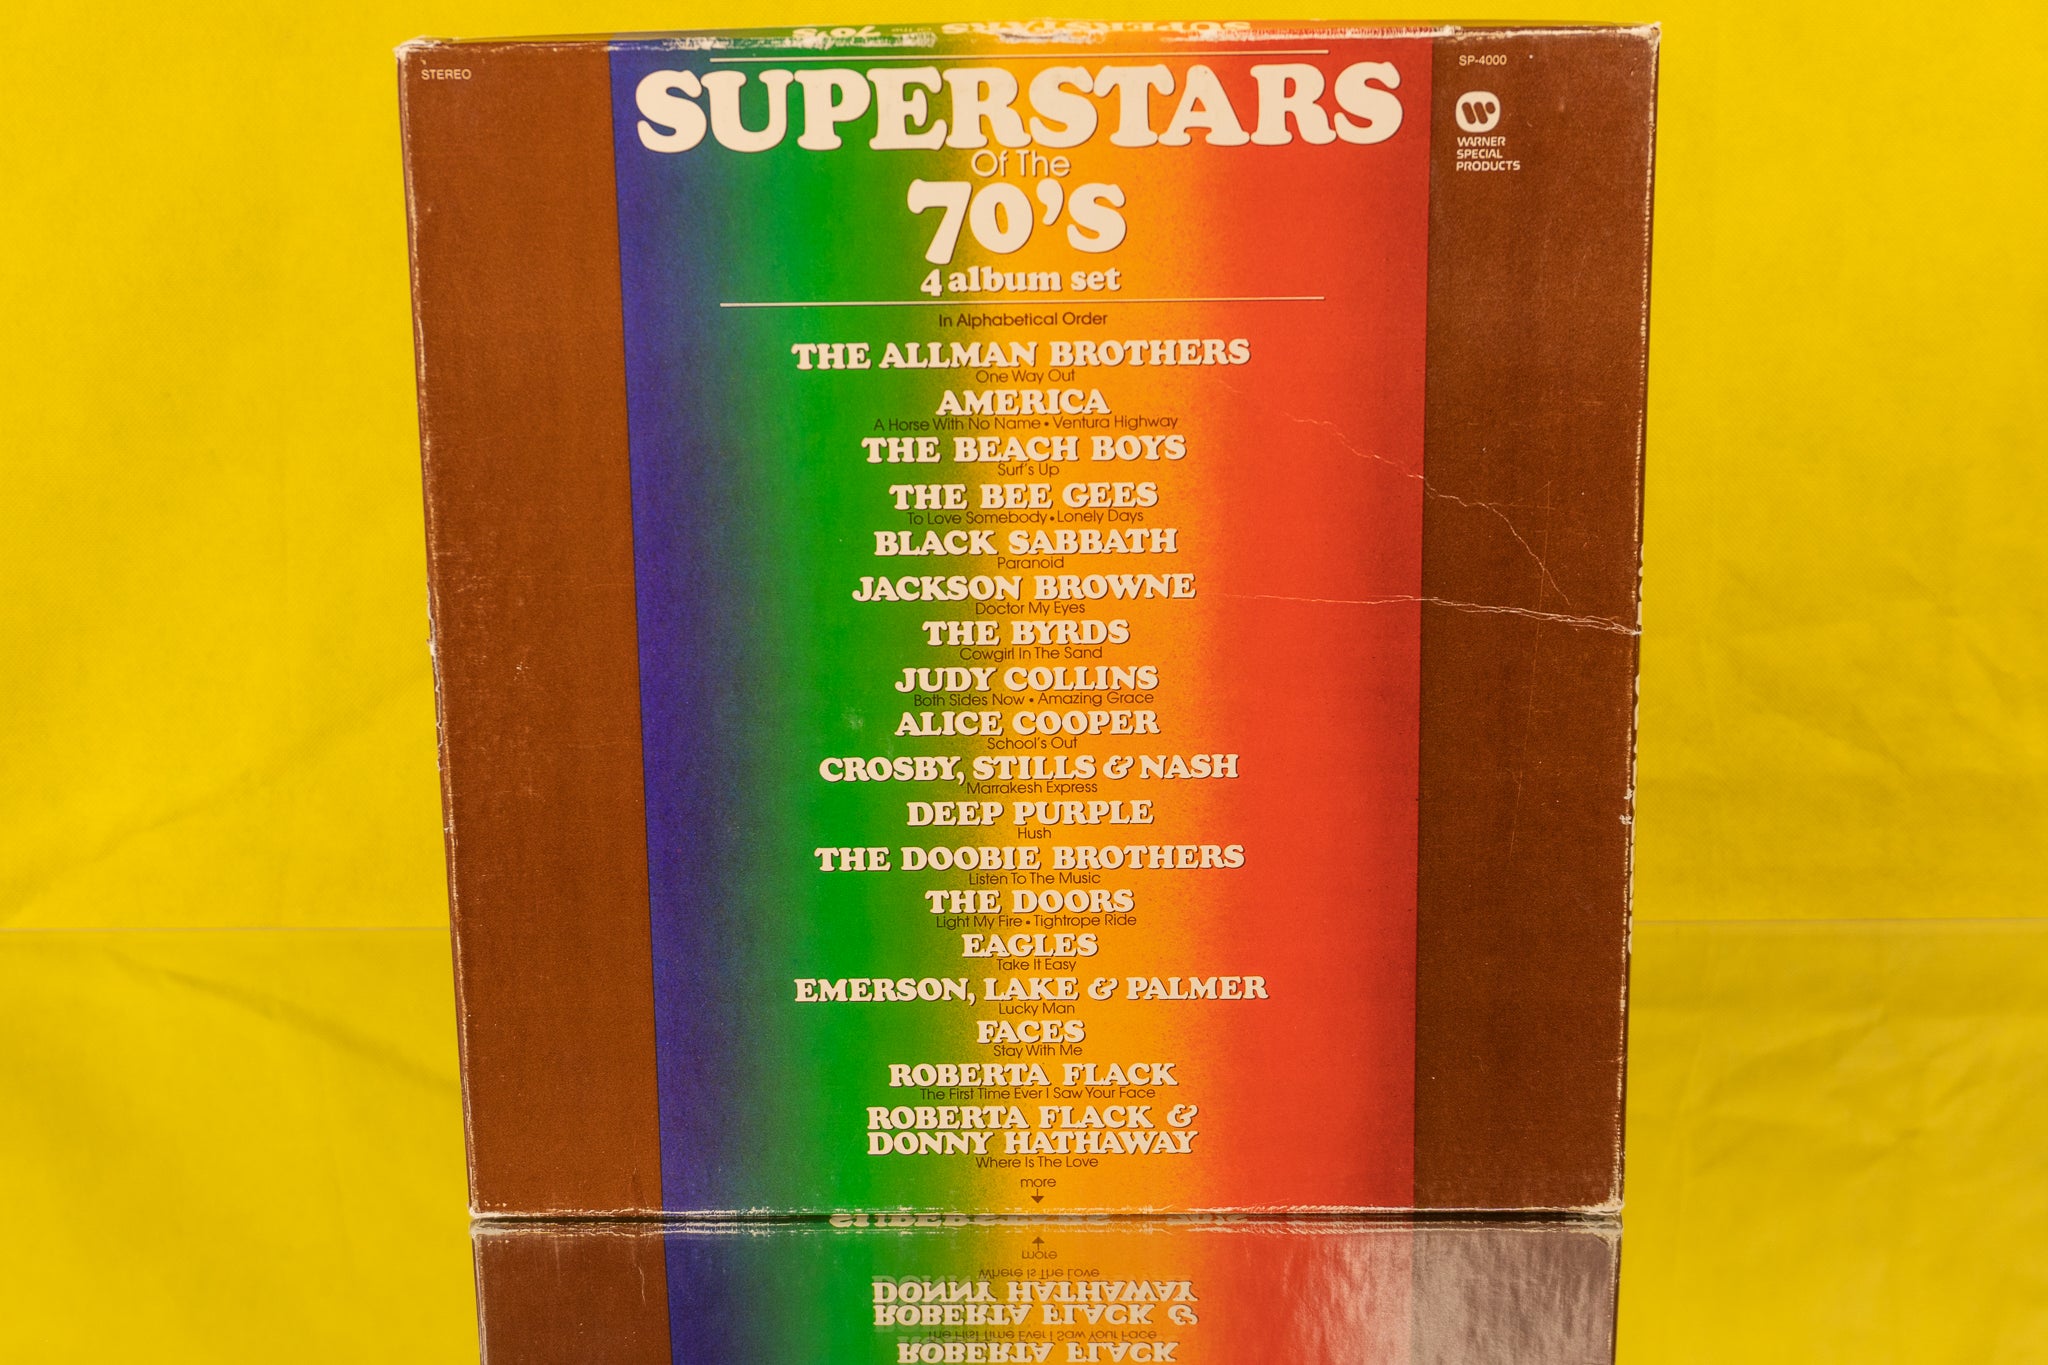 SUPERSTARS Of The 70'S
STEREO
SP-4000
SUPERSTARS
Of The
70'S
4 album set
WARNER
SPECIAL
PRODUCTS
In Alphabetical Order
THE ALLMAN BROTHERS
One Way Out
AMERICA
A Horse With No Name • Ventura Highway
THE BEACH BOYS
Surf's Up
THE BEE GEES
To Love Somebody • Lonely Days
BLACK SABBATH
Paranoid
JACKSON BROWNE
Doctor My Eyes
THE BYRDS
Cowgirl In The Sand
JUDY COLLINS
Both Sides Now • Amazing Grace
ALICE COOPER
School's Out
CROSBY, STILLS & NASH
Marrakesh Express
DEEP PURPLE
Hush
THE DOOBIE BROTHERS
Listen To The Music
THE DOORS
Light My Fire • Tightrope Ride
EAGLES
Take It Easy
EMERSON, LAKE & PALMER
Lucky Man
FACES
Stay With Me
ROBERTA FLACK
The First Time Ever I Saw Your Face
ROBERTA FLACK &
DONNY HATHAWAY
Where Is The Love
more